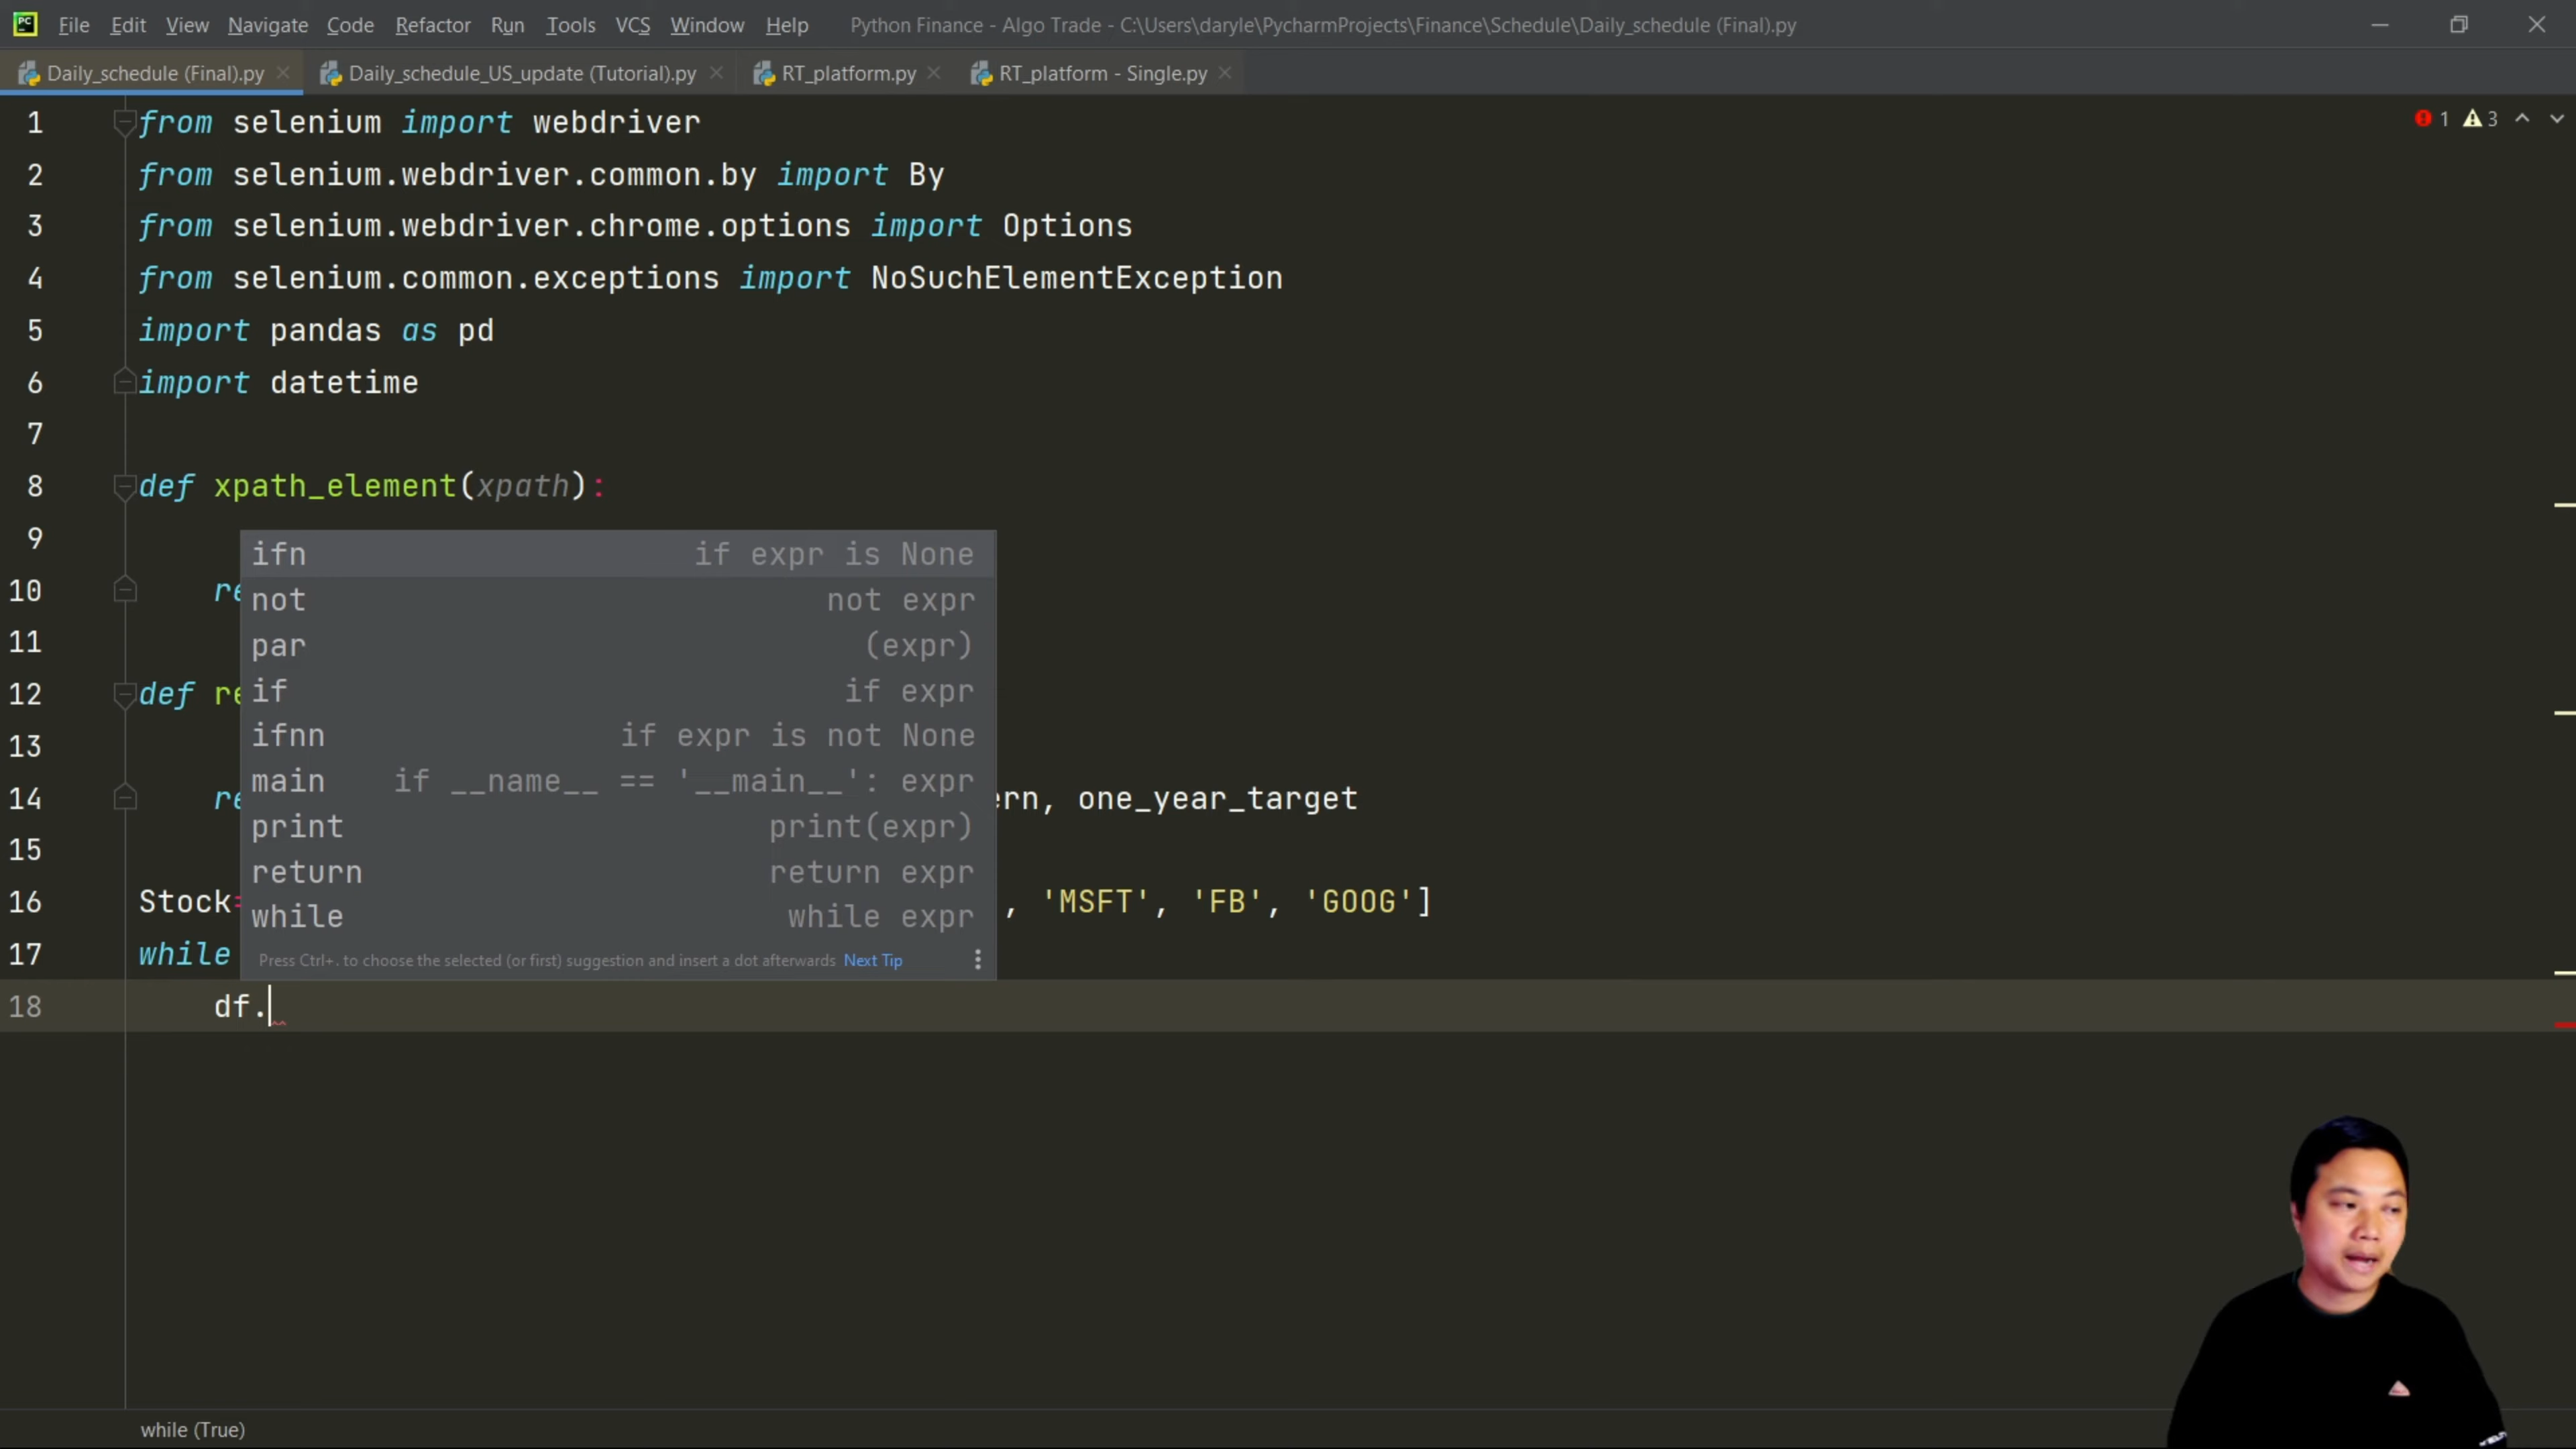 PC File Edit View Navigate Code Refactor Run Tools VCS Window Help Python Finance - Algo Trade - C:\Users\daryle\PycharmProjects\Finance\Schedule\Daily_schedule (Final).py
Daily_schedule (Final).py Daily_schedule_US_update (Tutorial).py RT_platform.py RT_platform - Single.py
1 from selenium import webdriver 1 3
2 from selenium.webdriver.common.by import By
3 from selenium.webdriver.chrome.options import Options
4 from selenium.common.exceptions import NoSuchElementException
5 import pandas as pd
6 import datetime
7
8 def xpath_element(xpath):
9 ifn if expr is None
10 re not not expr
11 par (expr)
12 def re if if expr
13 ifnn if expr is not None
main if __name__ == '__main__': expr
14 re ern, one_year_target
print print(expr)
15 return return expr
16 Stock= , 'MSFT', 'FB', 'GOOG']
while while expr
17 while Press Ctrl+. to choose the selected (or first) suggestion and insert a dot afterwards Next Tip
18 df.
while (True)